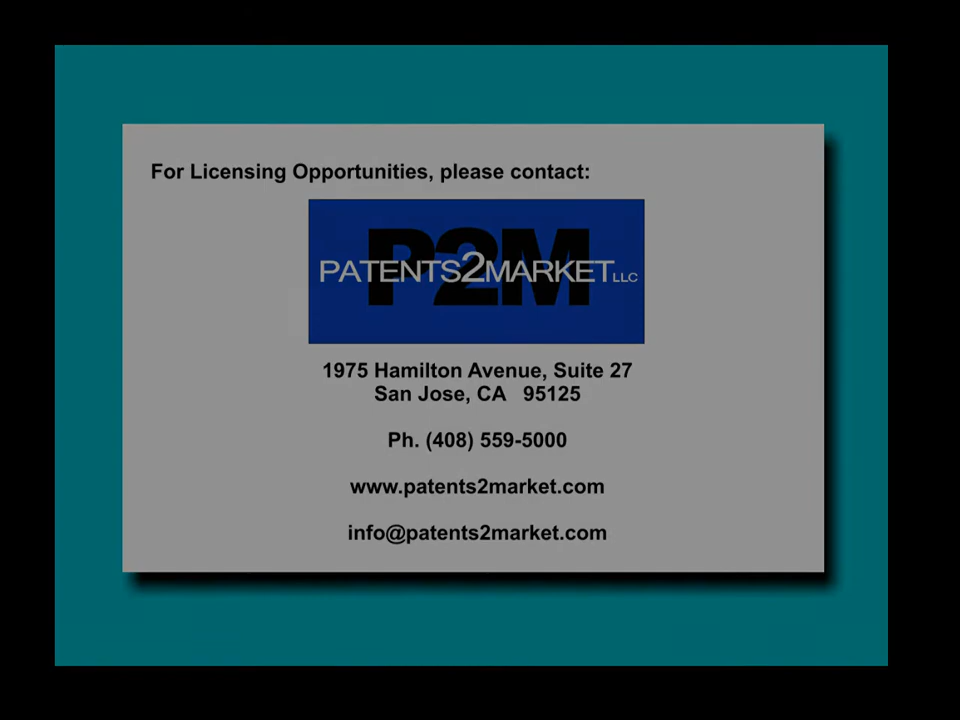 For Licensing Opportunities, please contact:
P2M
PATENTS2MARKET LLC
1975 Hamilton Avenue, Suite 27
San Jose, CA 95125
Ph. (408) 559-5000
www.patents2market.com
info@patents2market.com